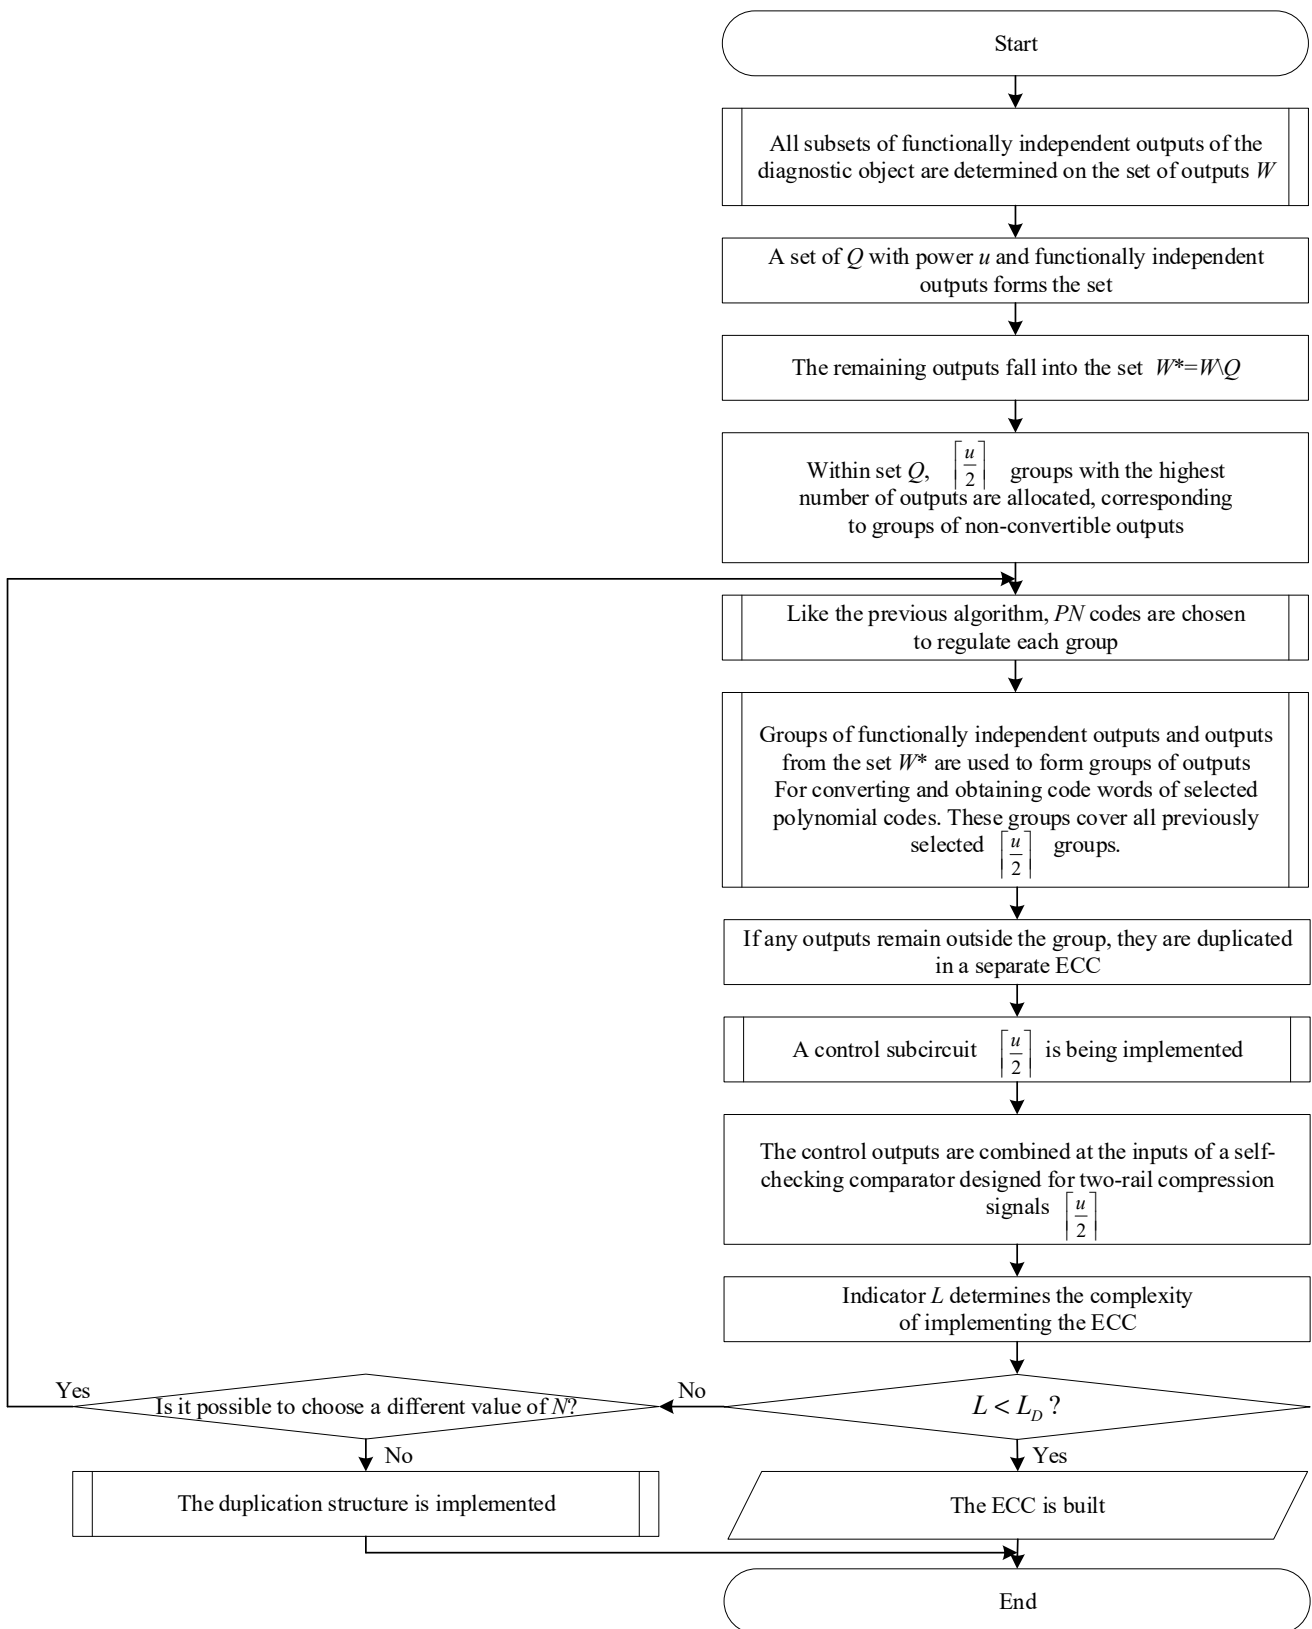 Start
All subsets of functionally independent outputs of the
diagnostic object are determined on the set of outputs W
A set of Q with power u and functionally independent
outputs forms the set
The remaining outputs fall into the set W*=W\Q
Within set Q, ⌈u/2⌉ groups with the highest
number of outputs are allocated, corresponding
to groups of non-convertible outputs
Like the previous algorithm, PN codes are chosen
to regulate each group
Groups of functionally independent outputs and outputs
from the set W* are used to form groups of outputs
For converting and obtaining code words of selected
polynomial codes. These groups cover all previously
selected ⌈u/2⌉ groups.
If any outputs remain outside the group, they are duplicated
in a separate ECC
A control subcircuit ⌈u/2⌉ is being implemented
The control outputs are combined at the inputs of a self-
checking comparator designed for two-rail compression
signals ⌈u/2⌉
Indicator L determines the complexity
of implementing the ECC
L < L_D ?
No
Is it possible to choose a different value of N?
Yes
No
Yes
The duplication structure is implemented
The ECC is built
End